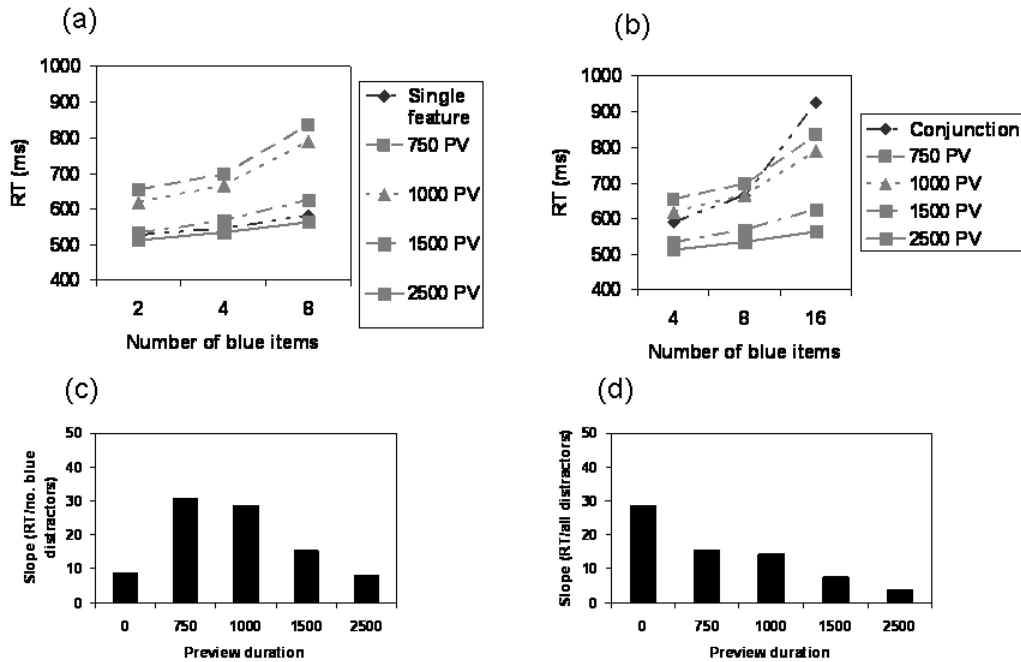 (a)
1000
900
800
700
600
500
400
RT (ms)
2
4
8
Number of blue items
Single
feature
750 PV
1000 PV
1500 PV
2500 PV
(b)
1000
900
800
700
600
500
400
RT (ms)
4
8
16
Number of blue items
Conjunction
750 PV
1000 PV
1500 PV
2500 PV
(c)
50
40
30
20
10
0
Slope (RT/no. blue
distractors)
0
750
1000
1500
2500
Preview duration
(d)
50
40
30
20
10
0
Slope (RT/all distractors)
0
750
1000
1500
2500
Preview duration